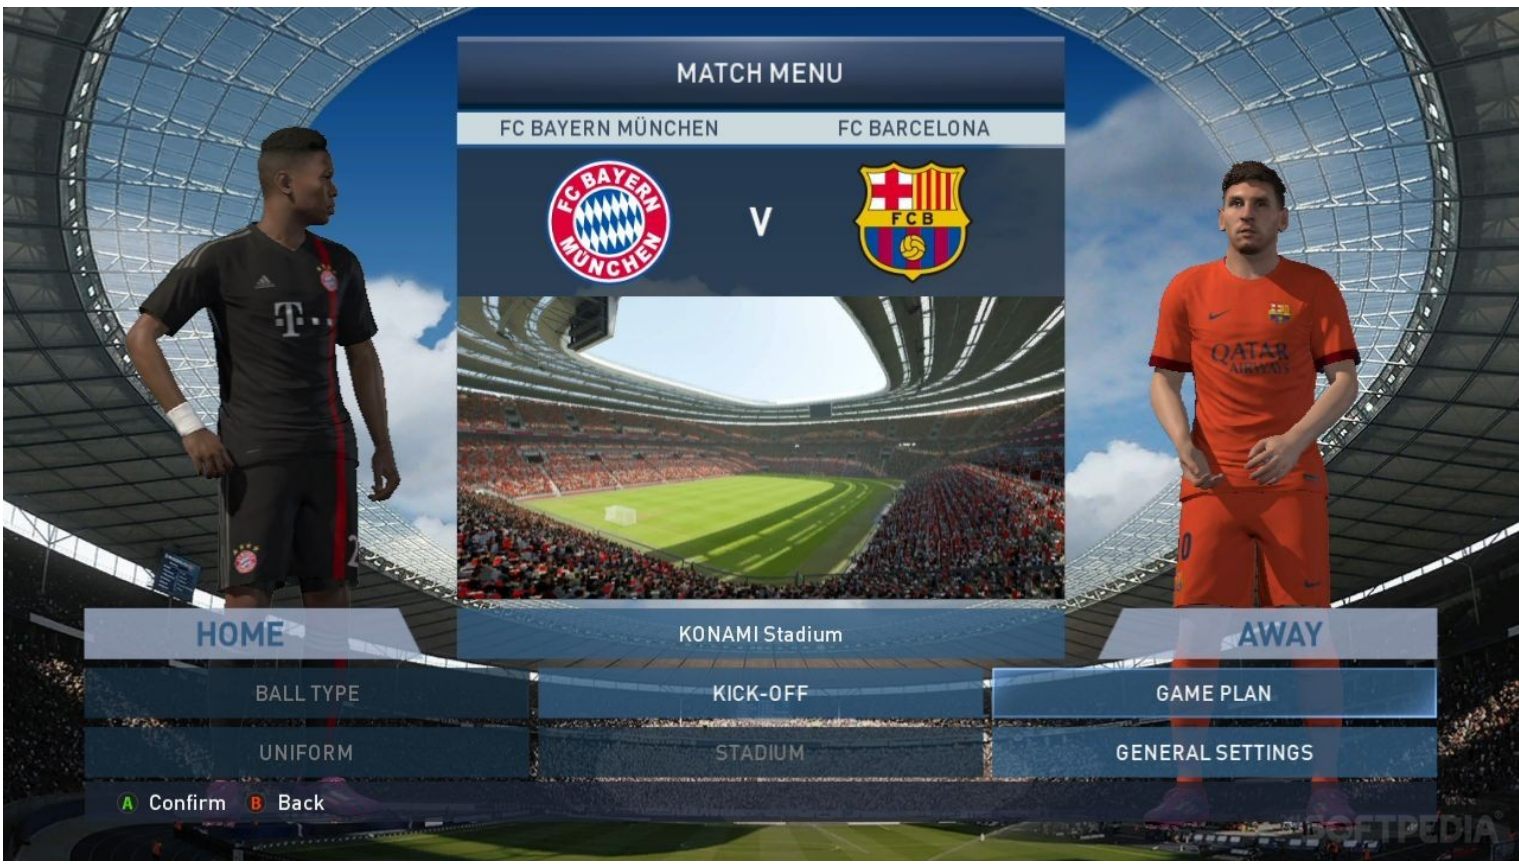 MATCH MENU
FC BAYERN MÜNCHEN
FC BARCELONA
FC BAYERN
MÜNCHEN
V
FCB
T
QATAR
AIRWAYS
HOME
KONAMI Stadium
AWAY
BALL TYPE
KICK-OFF
GAME PLAN
UNIFORM
STADIUM
GENERAL SETTINGS
A Confirm B Back
SOFTPEDIA